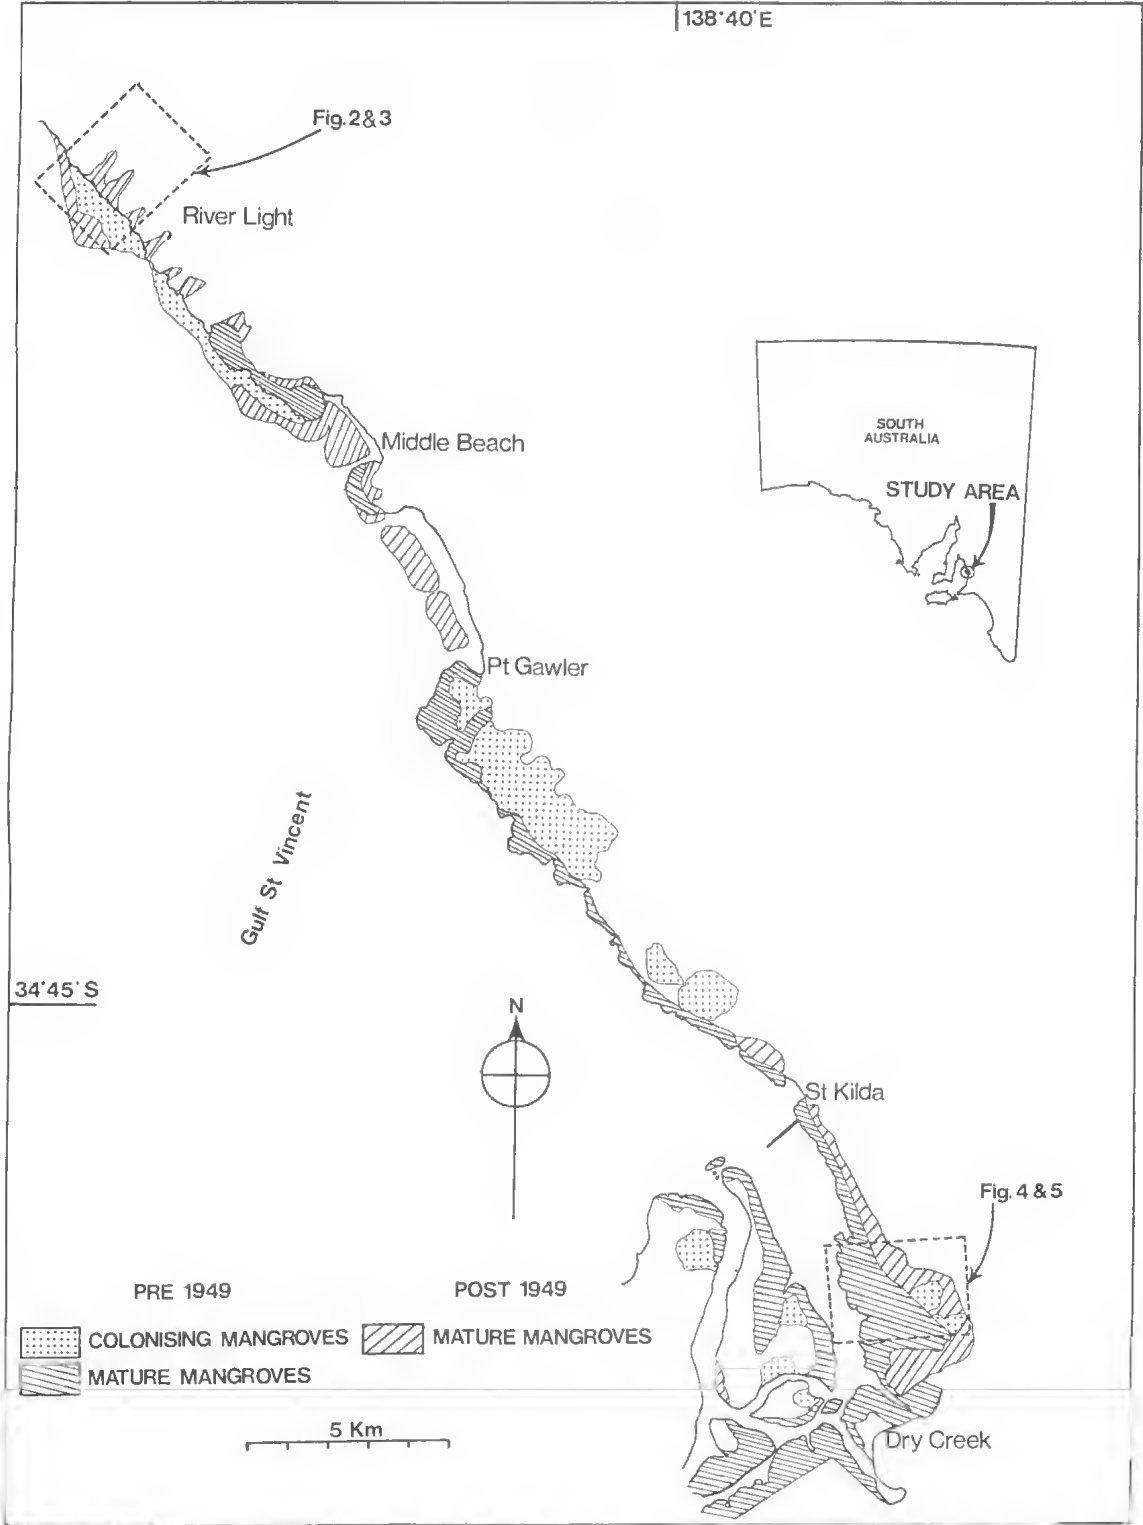 138°40'E
Fig. 2&3
River Light
Middle Beach
SOUTH
AUSTRALIA
STUDY AREA
Pt Gawler
Gulf St Vincent
34°45'S
N
St Kilda
Fig. 4 & 5
PRE 1949
POST 1949
COLONISING MANGROVES
MATURE MANGROVES
MATURE MANGROVES
5 Km
Dry Creek